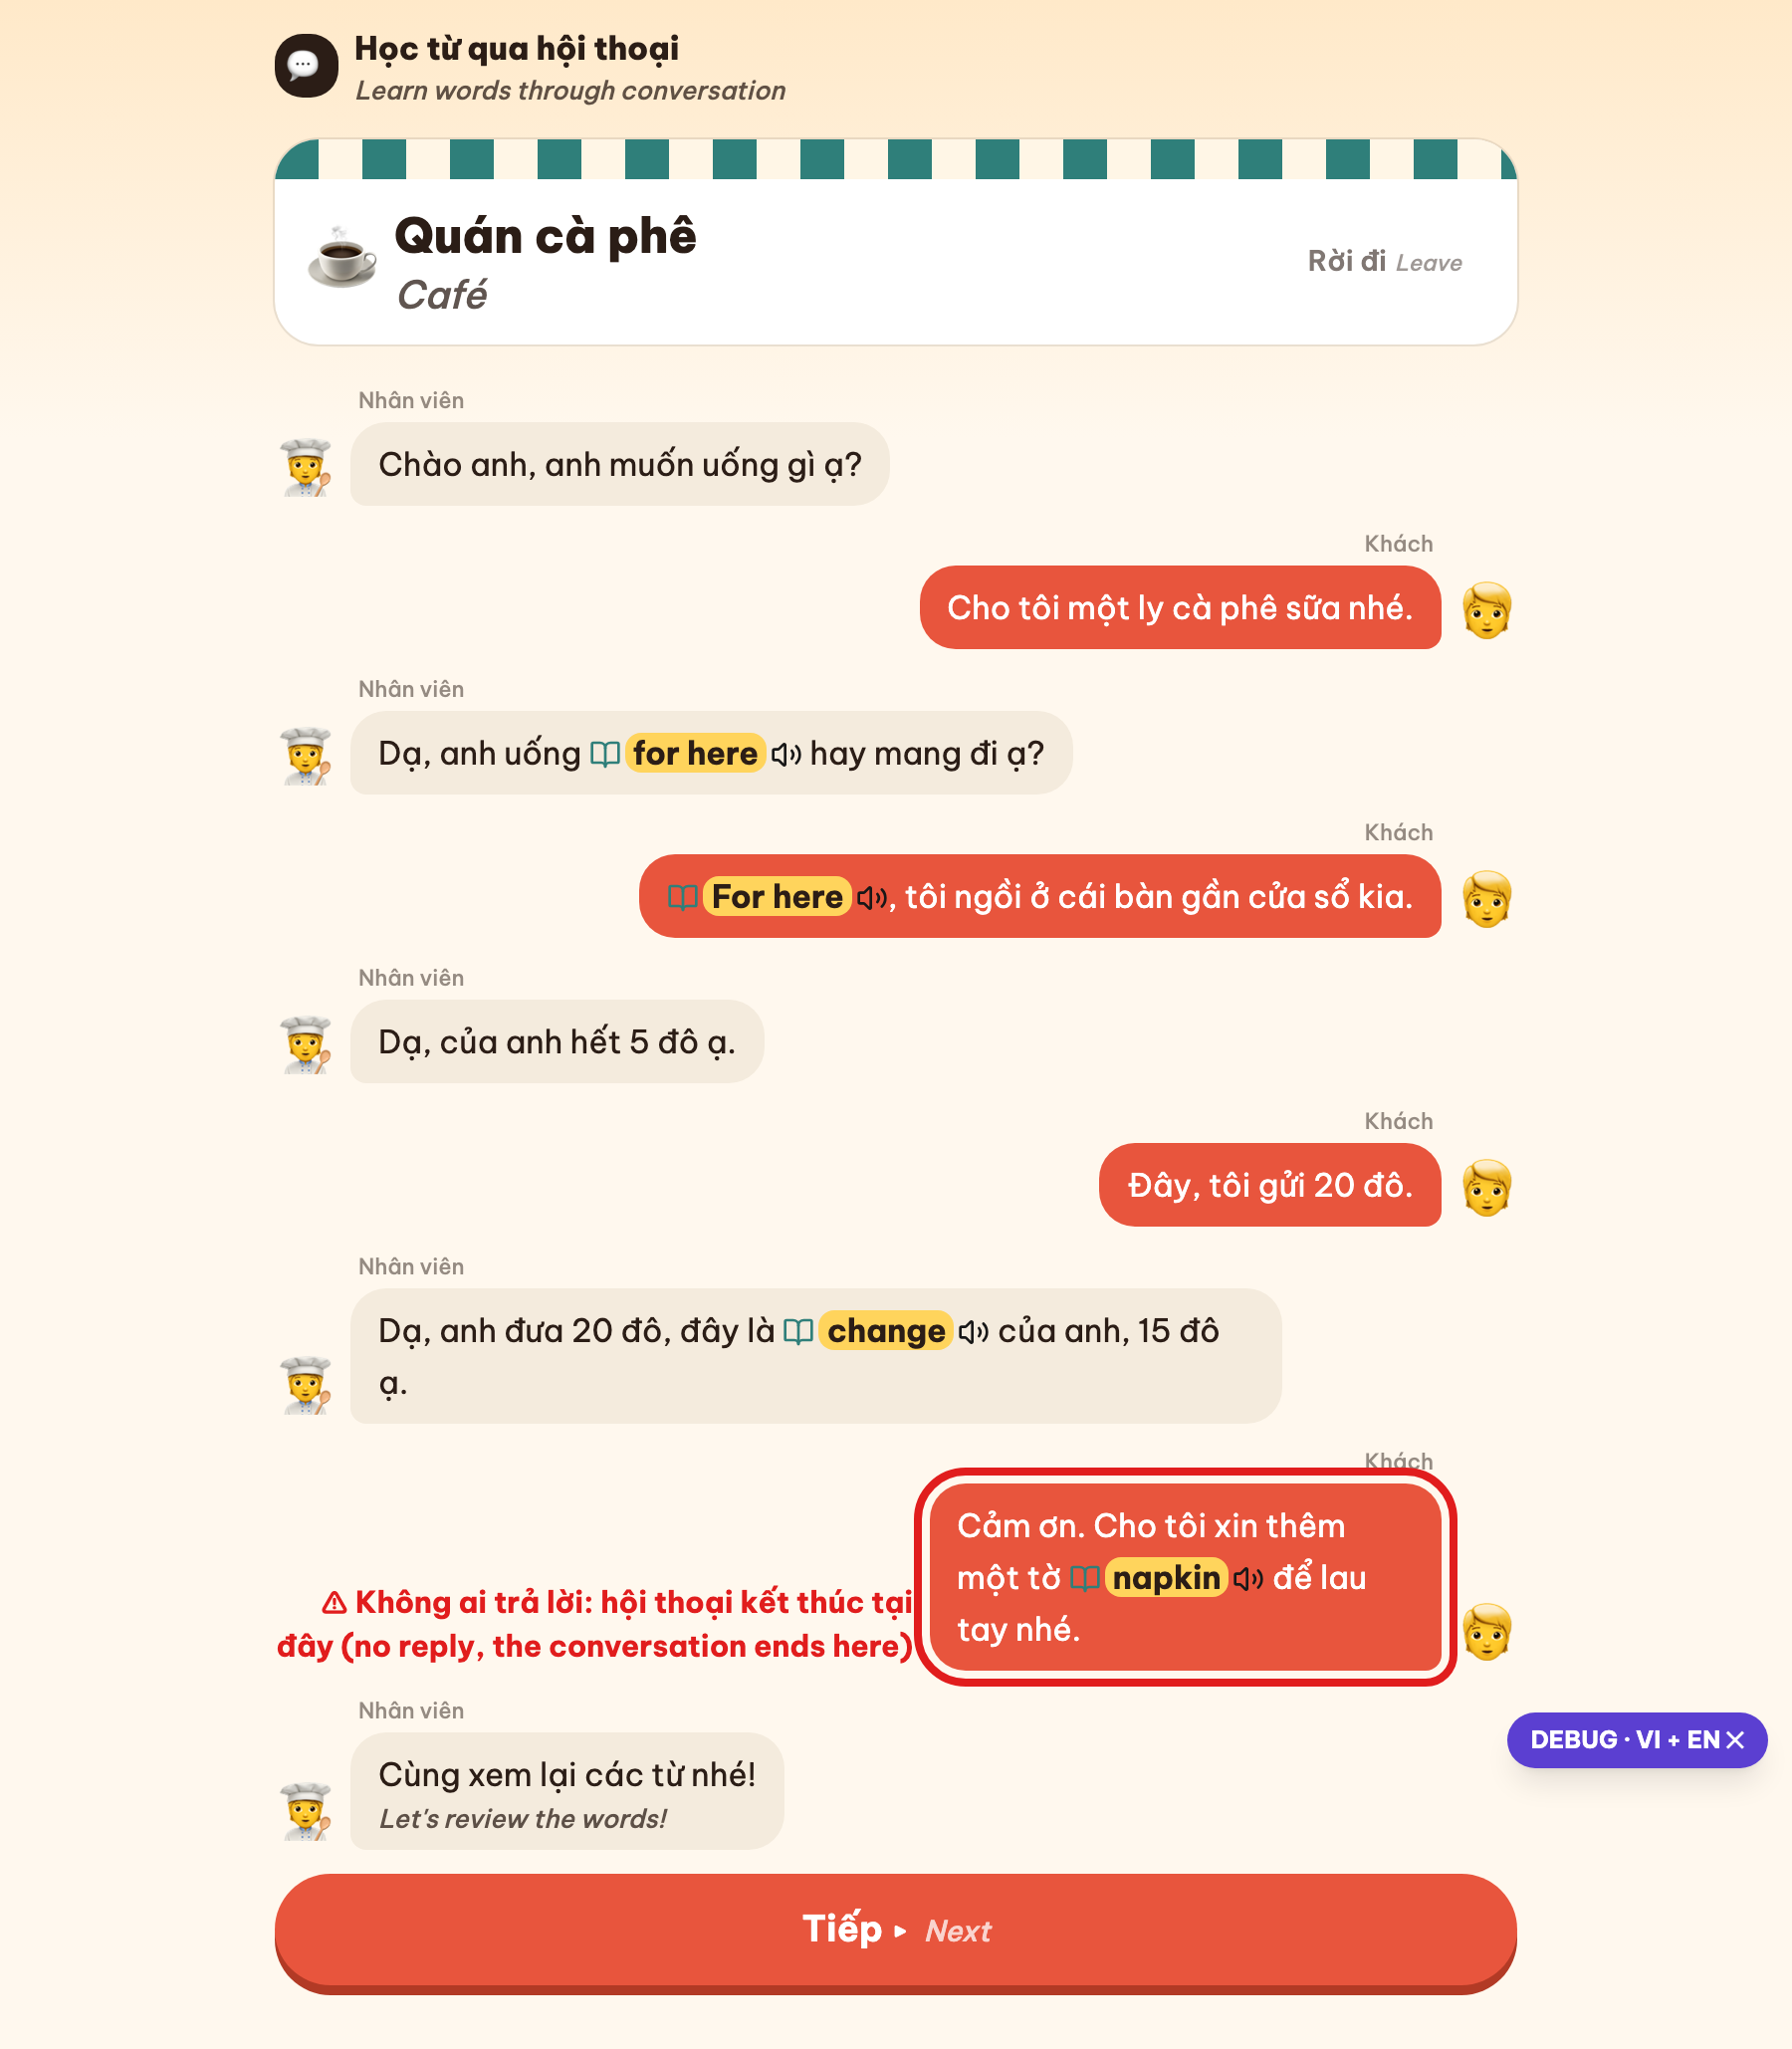 Học từ qua hội thoại
Learn words through conversation
Quán cà phê
Café
Rời đi Leave
Nhân viên
Chào anh, anh muốn uống gì ạ?
Khách
Cho tôi một ly cà phê sữa nhé.
Nhân viên
Dạ, anh uống for here hay mang đi ạ?
Khách
For here, tôi ngồi ở cái bàn gần cửa sổ kia.
Nhân viên
Dạ, của anh hết 5 đô ạ.
Khách
Đây, tôi gửi 20 đô.
Nhân viên
Dạ, anh đưa 20 đô, đây là change của anh, 15 đô
ạ.
Khách
Cảm ơn. Cho tôi xin thêm
một tờ napkin để lau
tay nhé.
Không ai trả lời: hội thoại kết thúc tại
đây (no reply, the conversation ends here)
Nhân viên
Cùng xem lại các từ nhé!
Let's review the words!
DEBUG · VI + EN ×
Tiếp ▸ Next